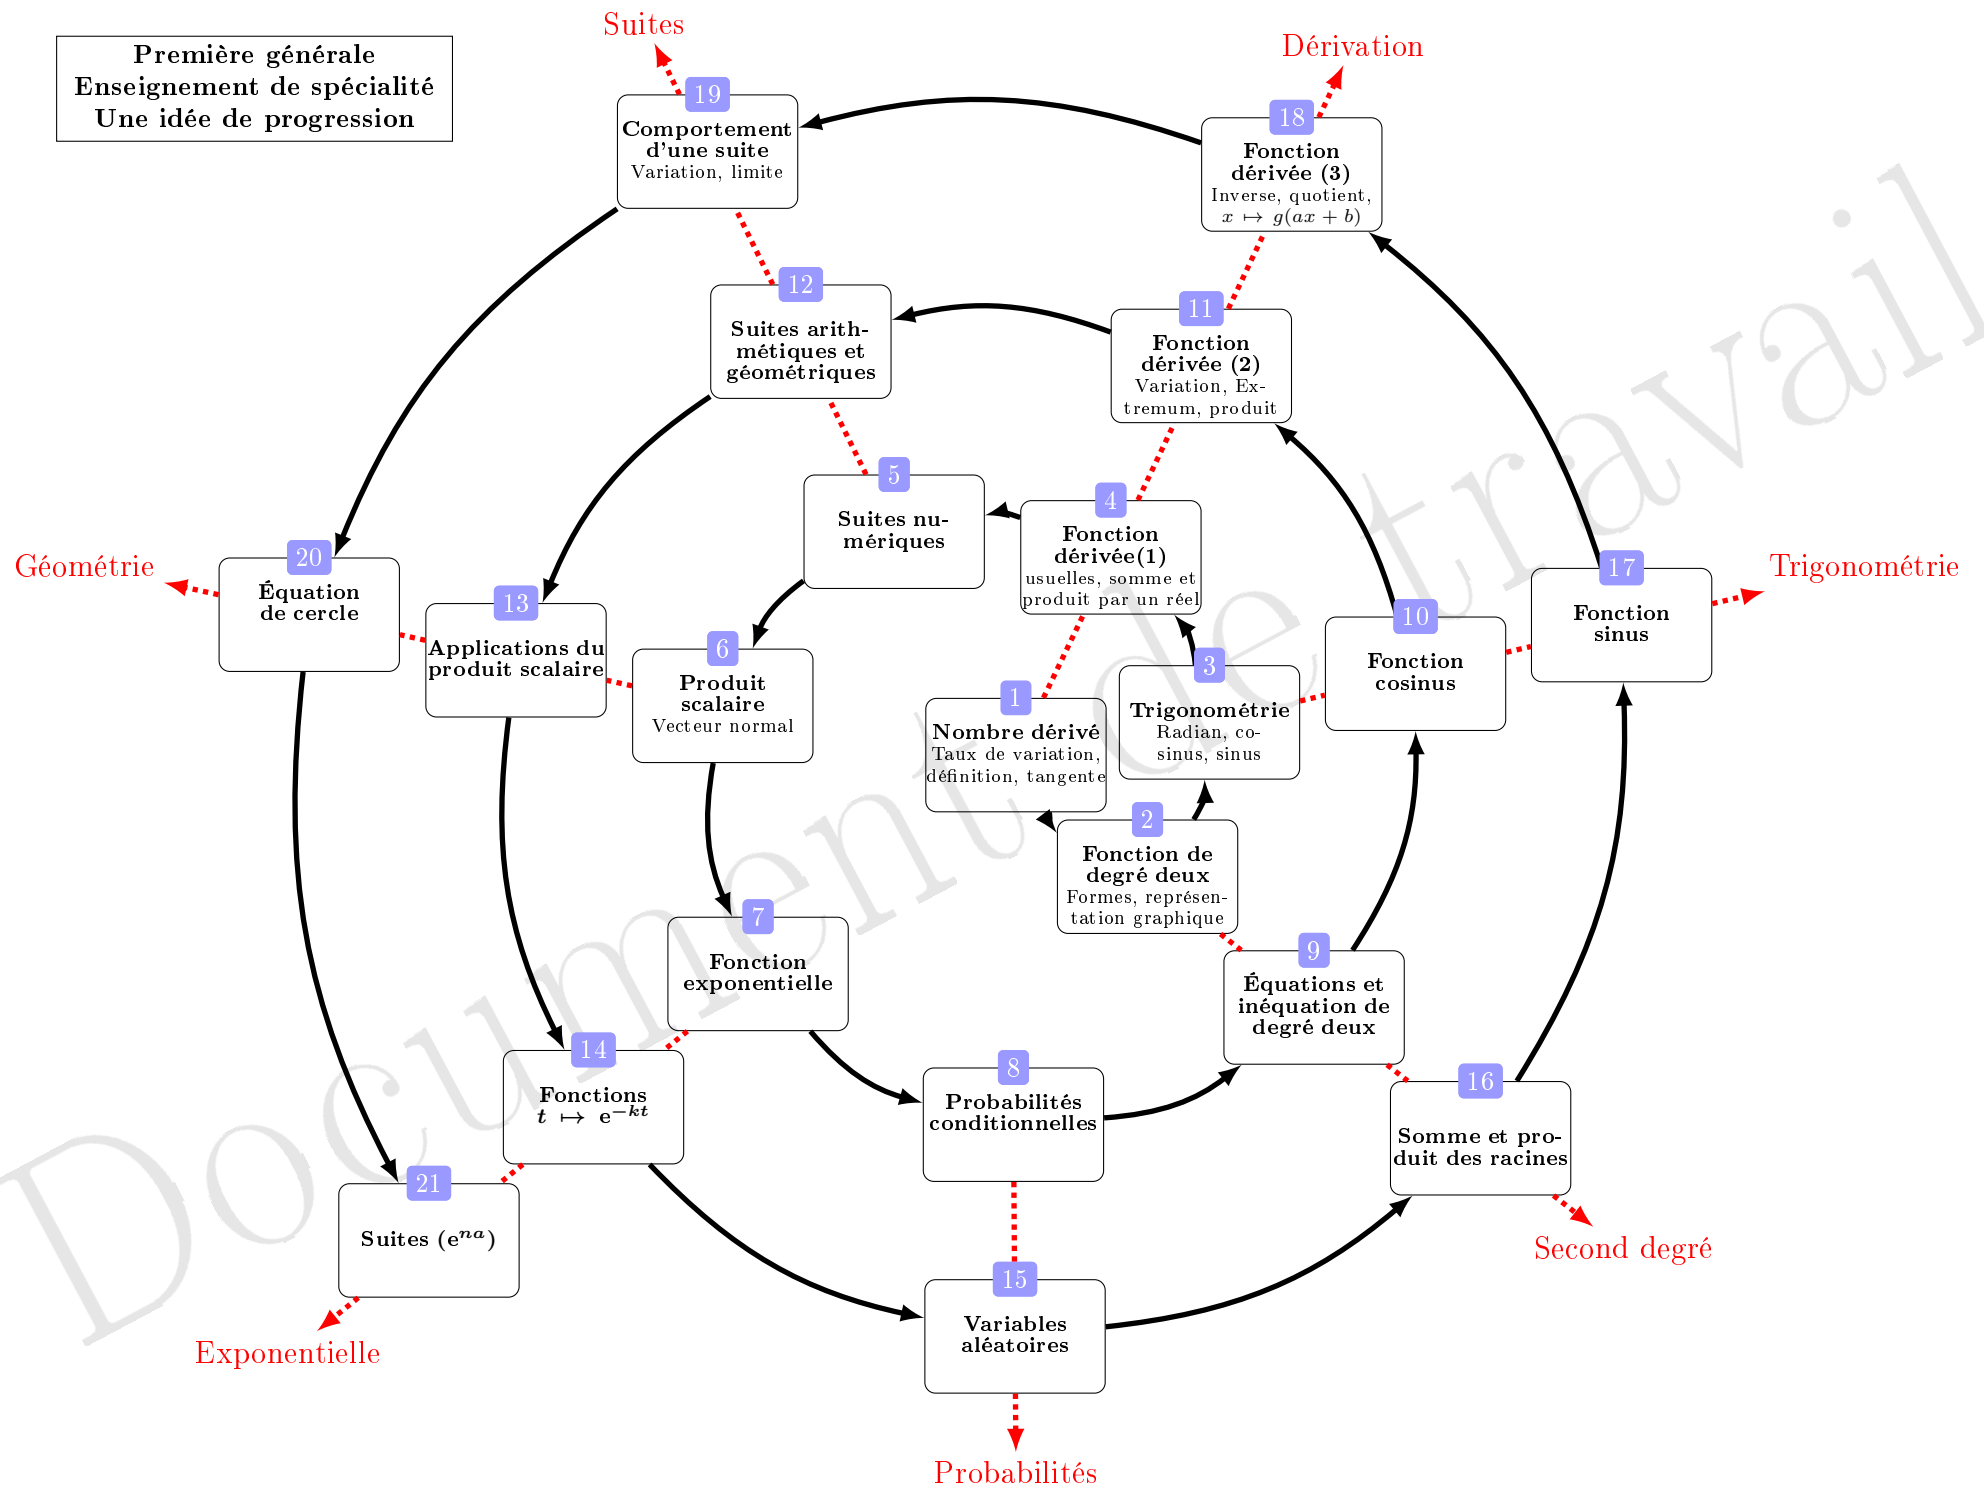 Première générale
Enseignement de spécialité
Une idée de progression
Suites
Dérivation
19
Comportement
d'une suite
Variation, limite
18
Fonction
dérivée (3)
Inverse, quotient,
x ↦ g(ax + b)
12
Suites arith-
métiques et
géométriques
11
Fonction
dérivée (2)
Variation, Ex-
tremum, produit
5
Suites nu-
mériques
4
Fonction
dérivée(1)
usuelles, somme et
produit par un réel
Géométrie
20
Équation
de cercle
13
Applications du
produit scalaire
6
Produit
scalaire
Vecteur normal
1
Nombre dérivé
Taux de variation,
définition, tangente
3
Trigonométrie
Radian, co-
sinus, sinus
10
Fonction
cosinus
17
Fonction
sinus
Trigonométrie
2
Fonction de
degré deux
Formes, représen-
tation graphique
7
Fonction
exponentielle
9
Équations et
inéquation de
degré deux
14
Fonctions
t ↦ e^{−kt}
8
Probabilités
conditionnelles
16
Somme et pro-
duit des racines
Second degré
21
Suites (e^{na})
Exponentielle
15
Variables
aléatoires
Probabilités
Document de travail